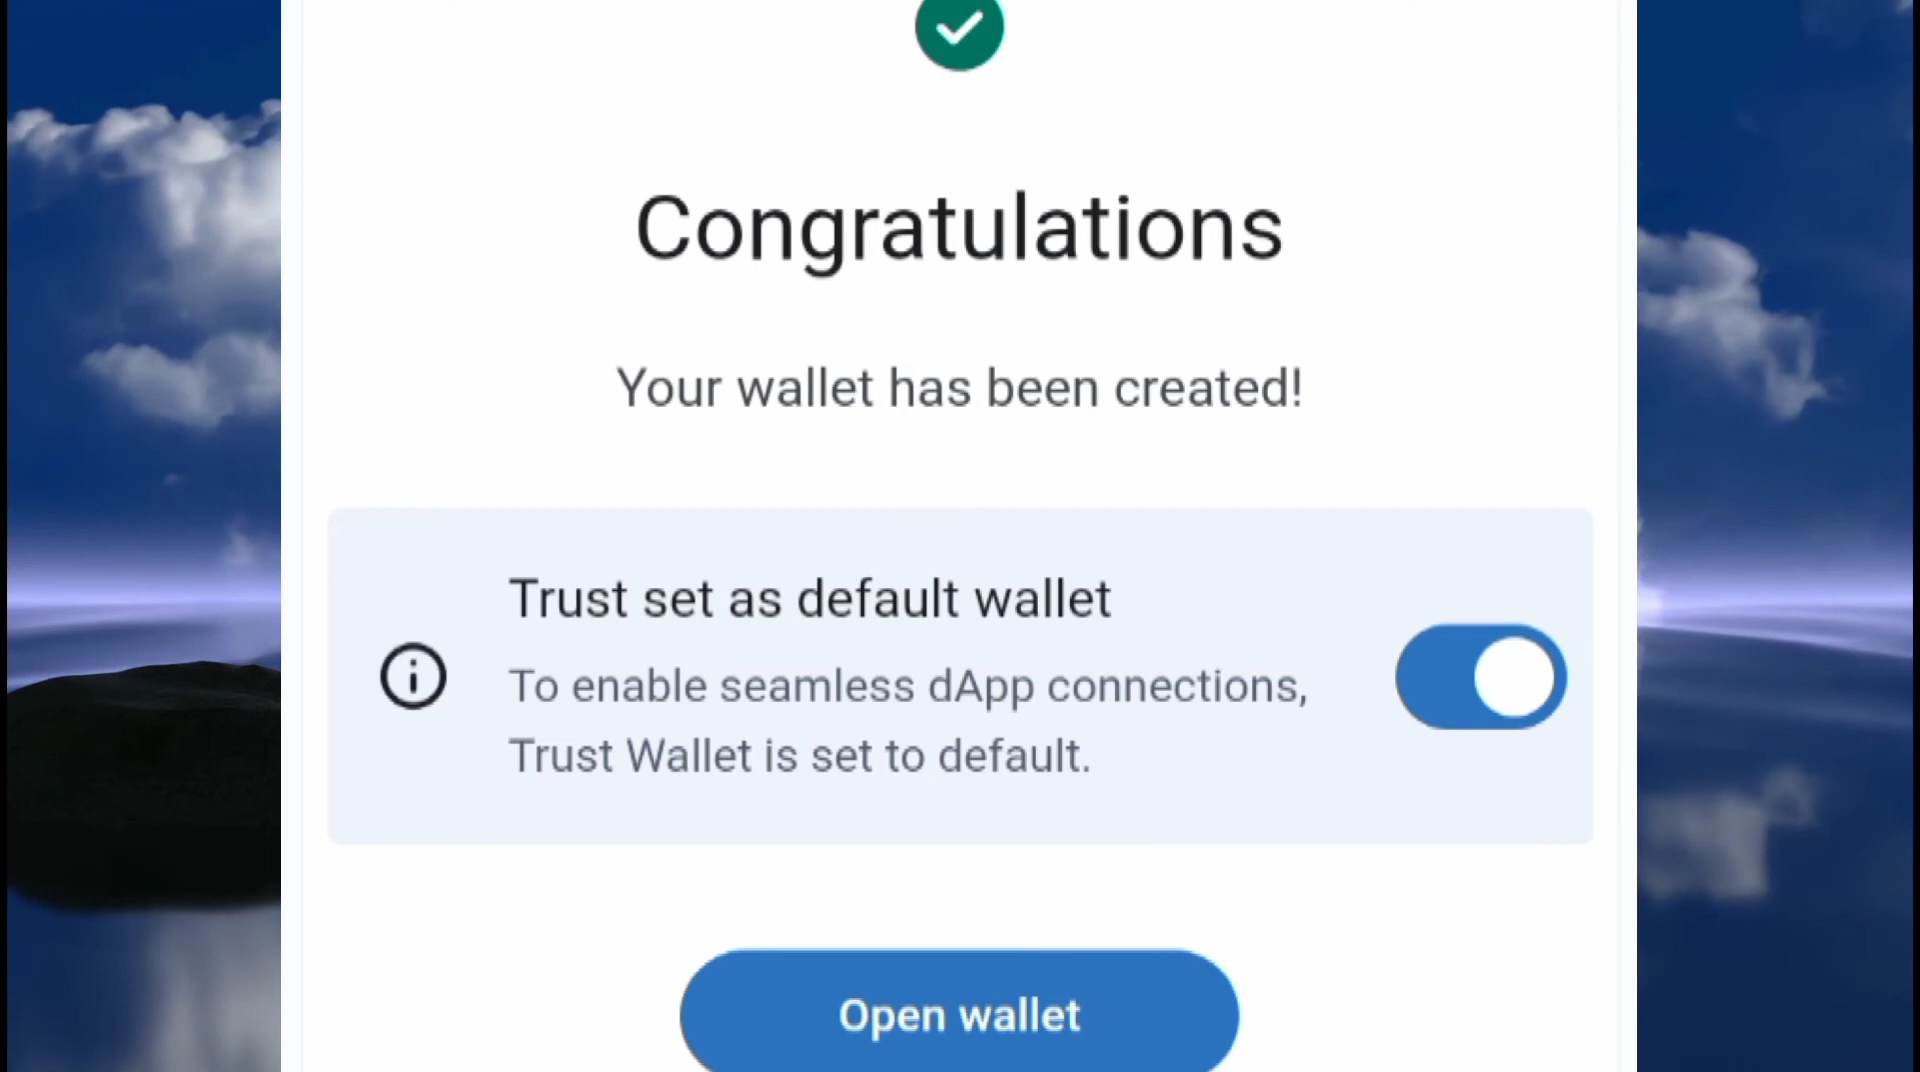 Congratulations
Your wallet has been created!
Trust set as default wallet
To enable seamless dApp connections,
Trust Wallet is set to default.
Open wallet